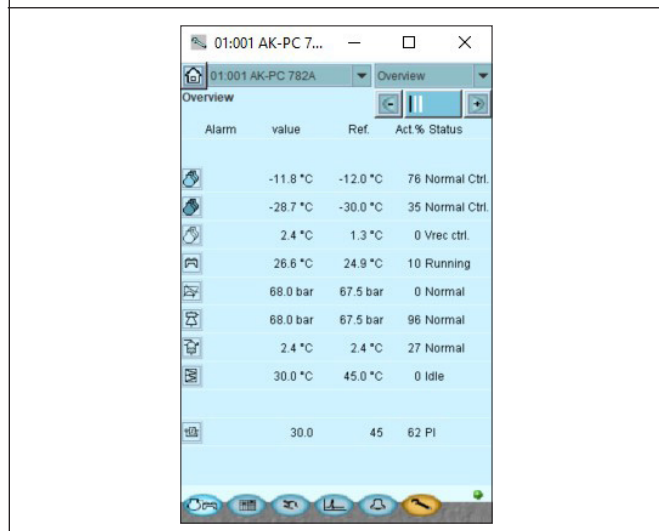 01:001 AK-PC 7...
01:001 AK-PC 782A Overview
Overview
Alarm value Ref. Act.% Status
-11.8 °C -12.0 °C 76 Normal Ctrl.
-28.7 °C -30.0 °C 35 Normal Ctrl.
2.4 °C 1.3 °C 0 Vrec ctrl.
26.6 °C 24.9 °C 10 Running
68.0 bar 67.5 bar 0 Normal
68.0 bar 67.5 bar 96 Normal
2.4 °C 2.4 °C 27 Normal
30.0 °C 45.0 °C 0 Idle
30.0 45 62 PI